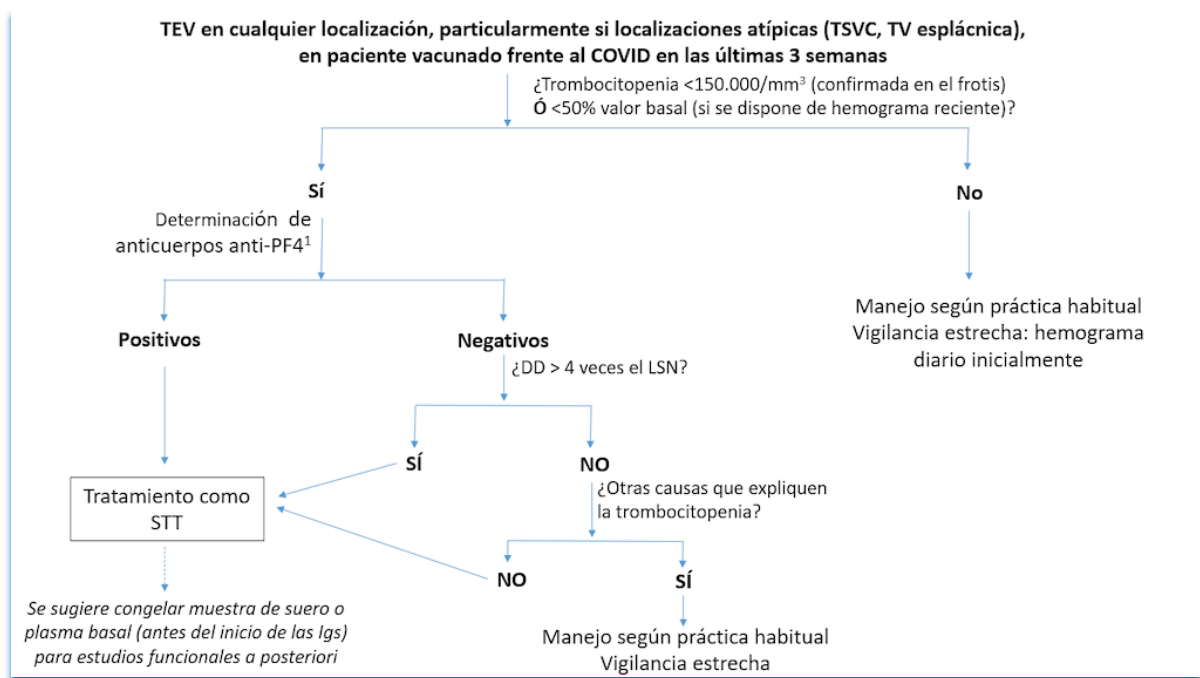 TEV en cualquier localización, particularmente si localizaciones atípicas (TSVC, TV esplácnica),
en paciente vacunado frente al COVID en las últimas 3 semanas
¿Trombocitopenia <150.000/mm³ (confirmada en el frotis)
Ó <50% valor basal (si se dispone de hemograma reciente)?
Sí
No
Determinación de
anticuerpos anti-PF4¹
Manejo según práctica habitual
Vigilancia estrecha: hemograma
diario inicialmente
Positivos
Negativos
¿DD > 4 veces el LSN?
SÍ
NO
¿Otras causas que expliquen
la trombocitopenia?
Tratamiento como
STT
NO
SÍ
Se sugiere congelar muestra de suero o
plasma basal (antes del inicio de las Igs)
para estudios funcionales a posteriori
Manejo según práctica habitual
Vigilancia estrecha